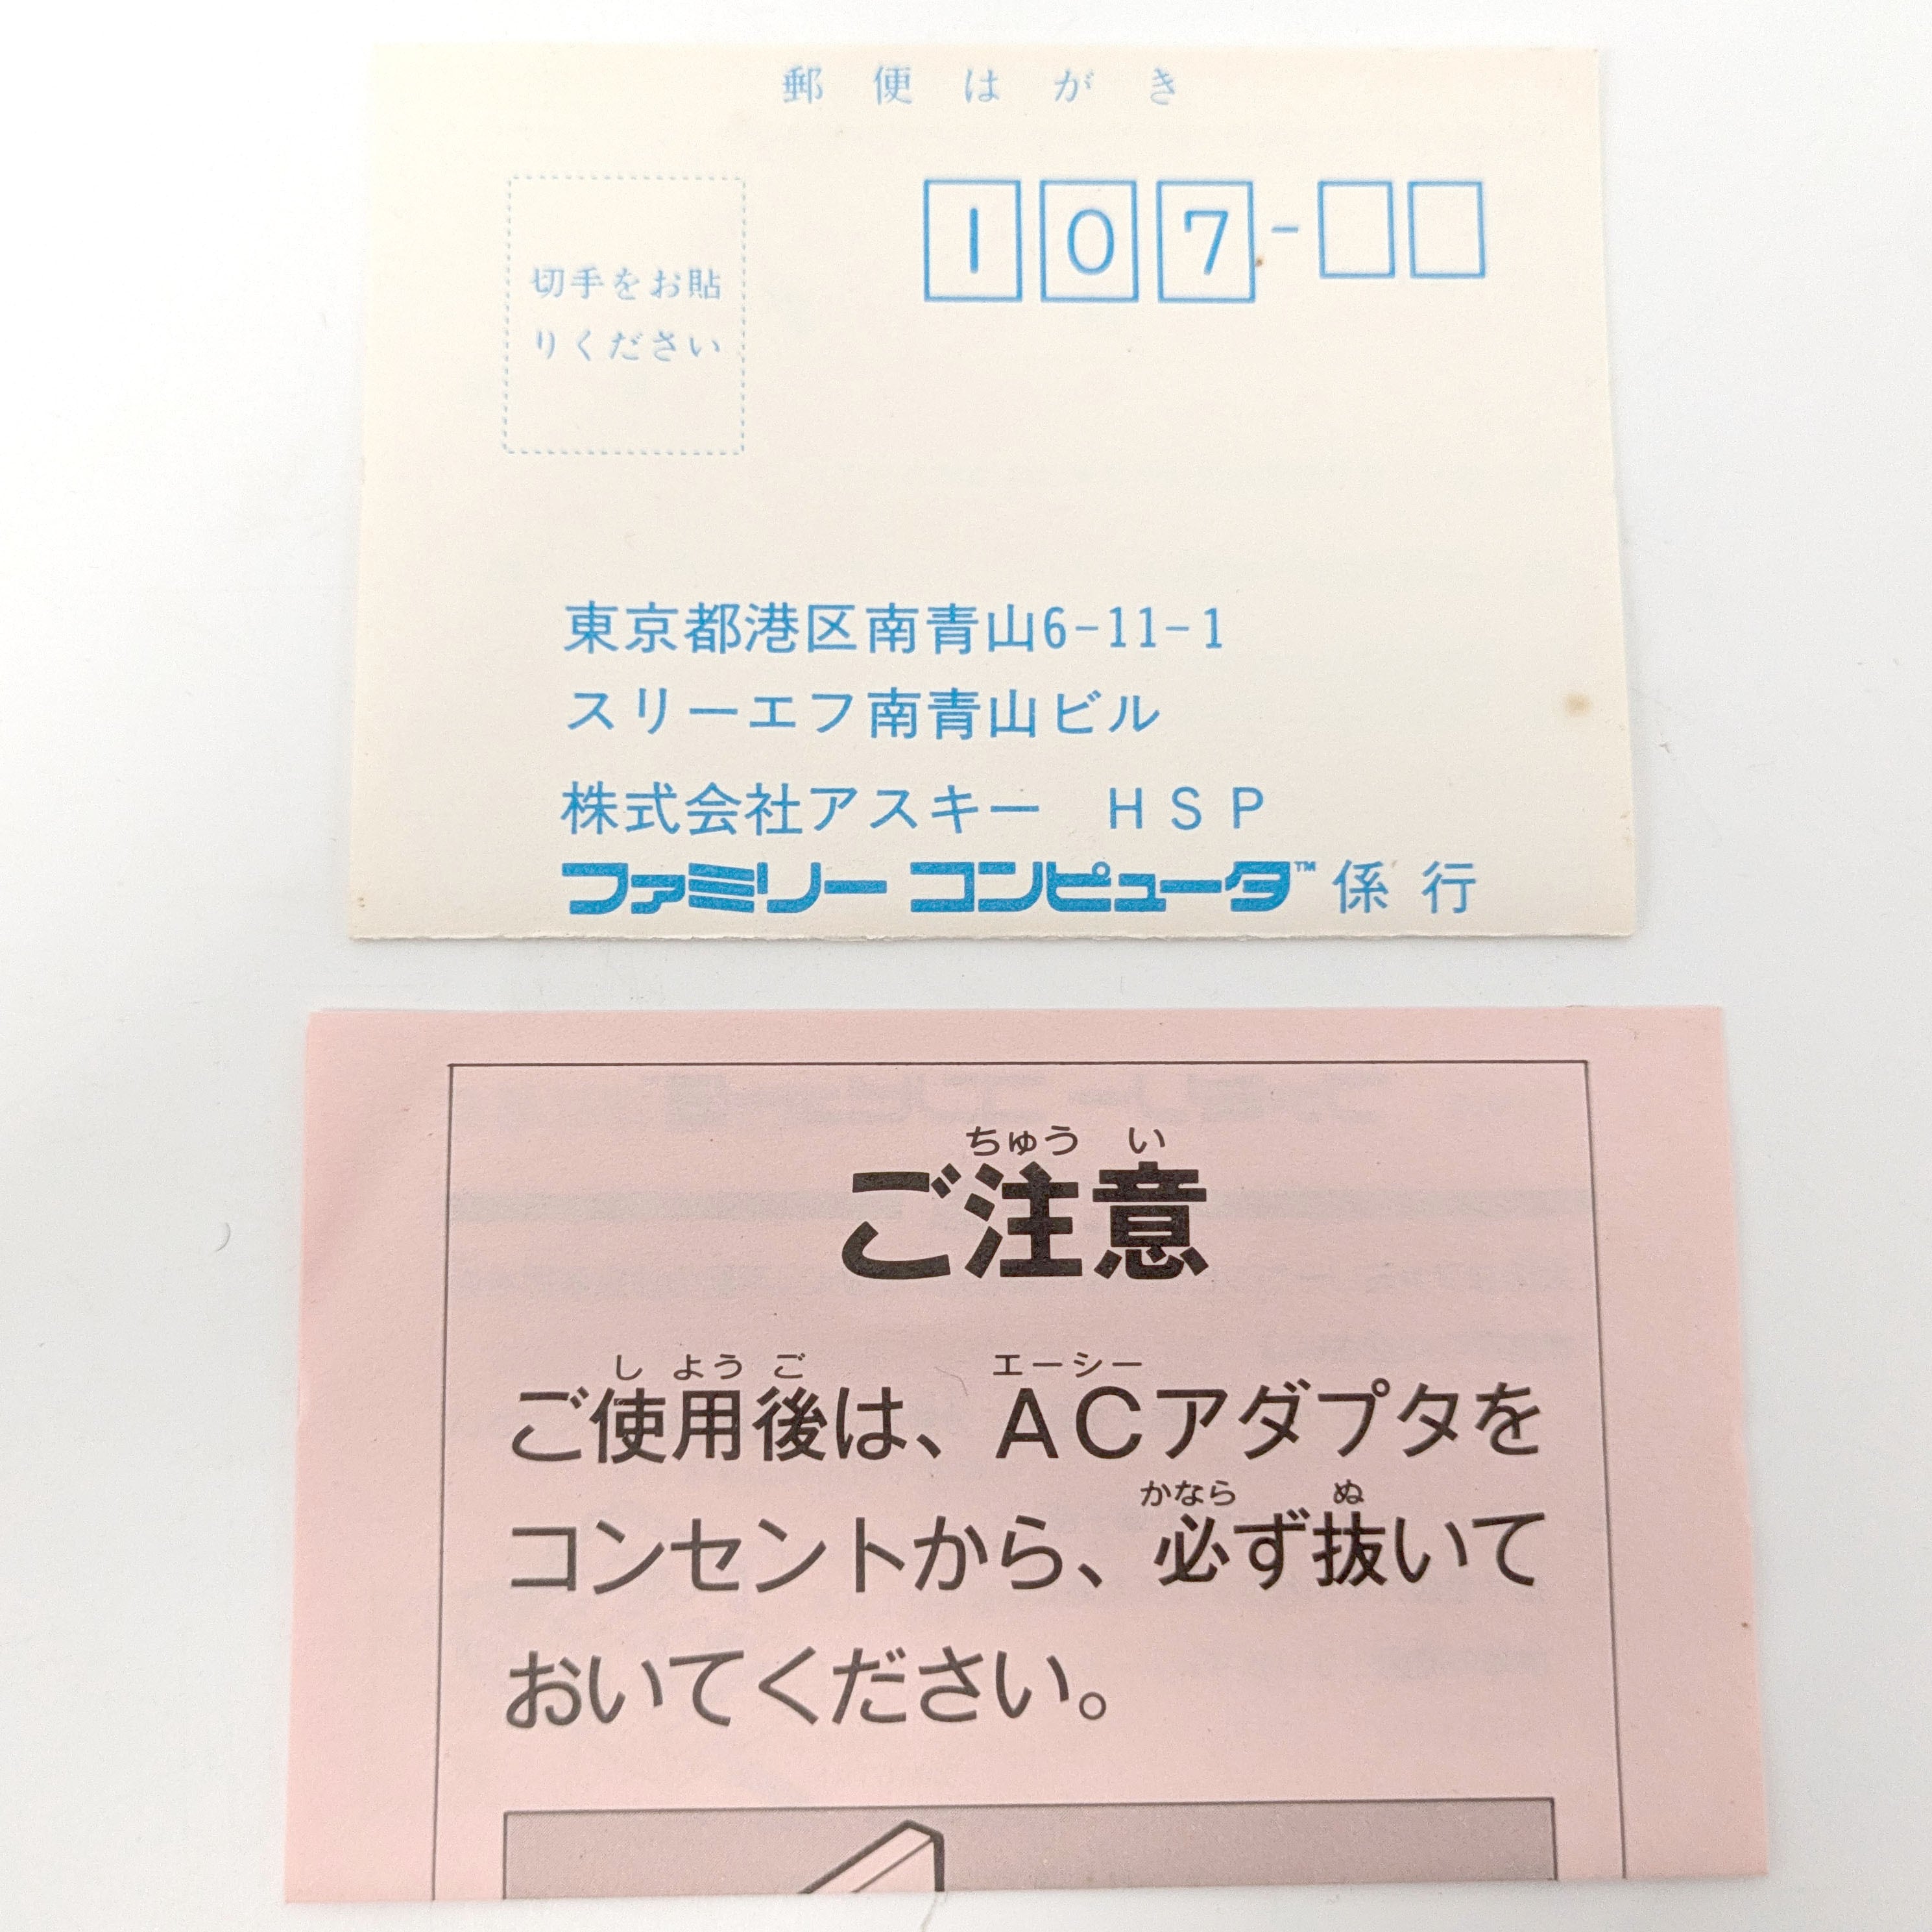 郵便はがき
107-
切手をお貼
りください
東京都港区南青山6-11-1
スリーエフ南青山ビル
株式会社アスキー HSP
ファミリー コンピュータ™ 係 行
ちゅう い
ご注意
し よう ご エーシー
ご使用後は、ACアダプタを
かなら ぬ
コンセントから、必ず抜いて
おいてください。